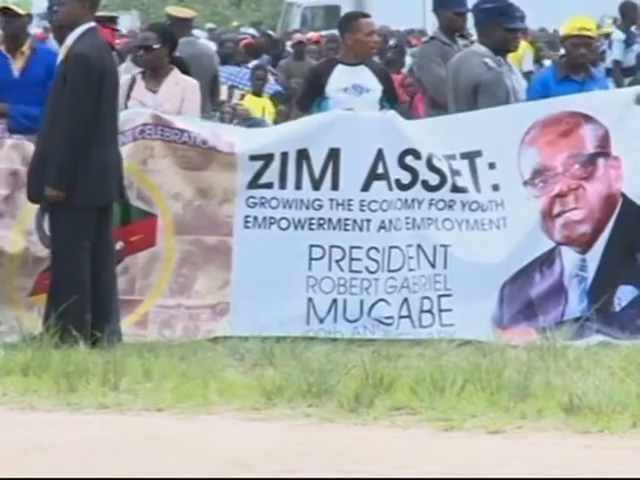 CELEBRATION
ZIM ASSET:
GROWING THE ECONOMY FOR YOUTH
EMPOWERMENT AND EMPLOYMENT
PRESIDENT
ROBERT GABRIEL
MUGABE